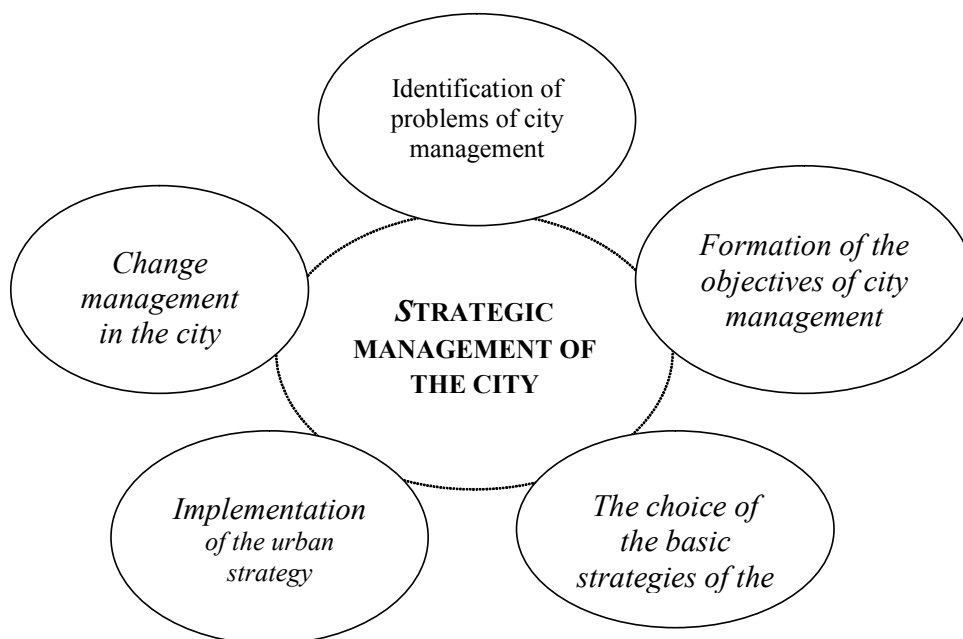 Identification of
problems of city
management
Formation of the
objectives of city
management
Change
management
in the city
STRATEGIC
MANAGEMENT OF
THE CITY
Implementation
of the urban
strategy
The choice of
the basic
strategies of the